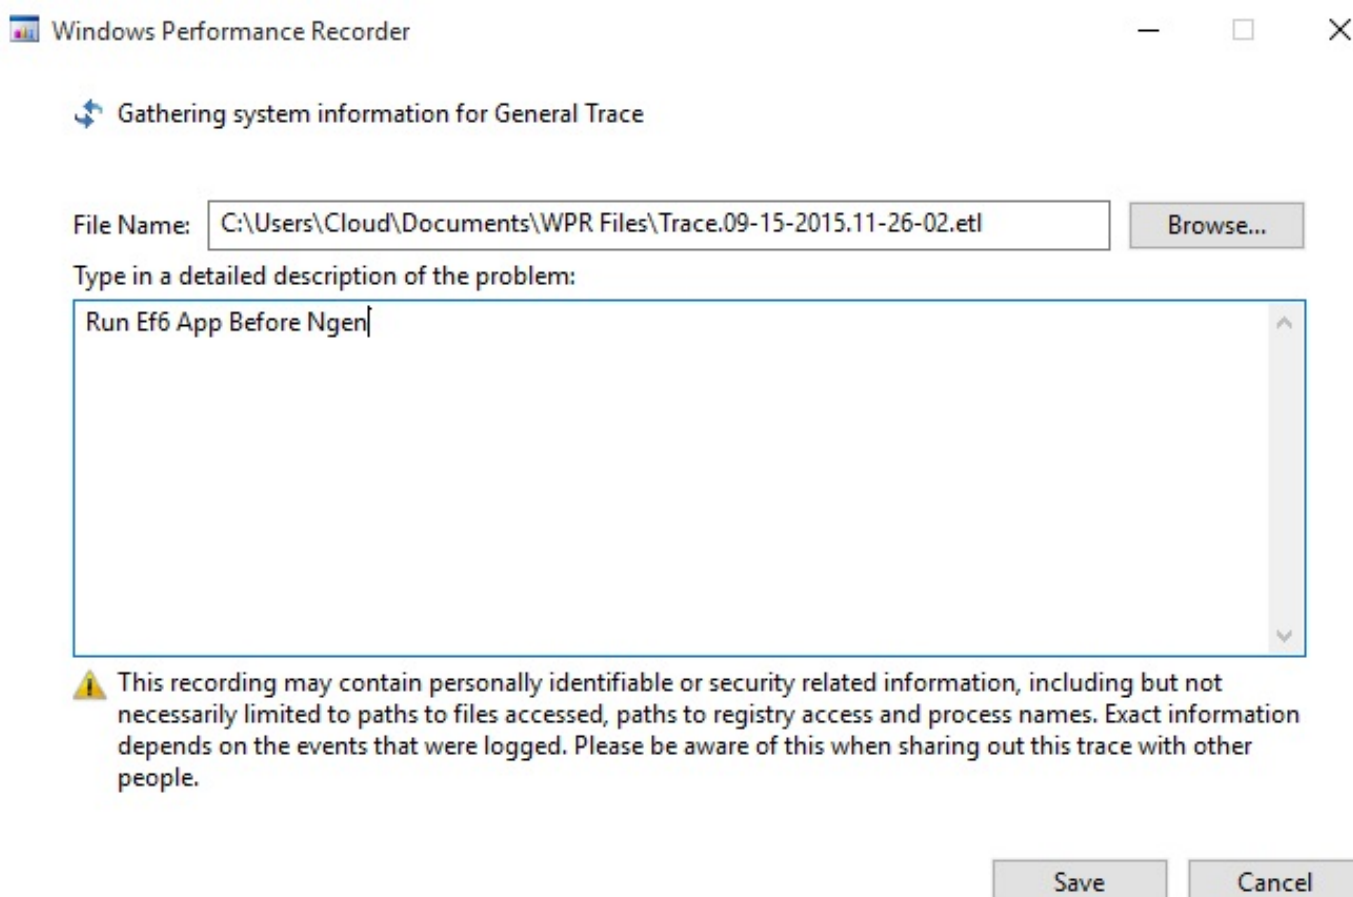 Windows Performance Recorder
Gathering system information for General Trace
File Name: C:\Users\Cloud\Documents\WPR Files\Trace.09-15-2015.11-26-02.etl Browse...
Type in a detailed description of the problem:
Run Ef6 App Before Ngen
This recording may contain personally identifiable or security related information, including but not
necessarily limited to paths to files accessed, paths to registry access and process names. Exact information
depends on the events that were logged. Please be aware of this when sharing out this trace with other
people.
Save Cancel